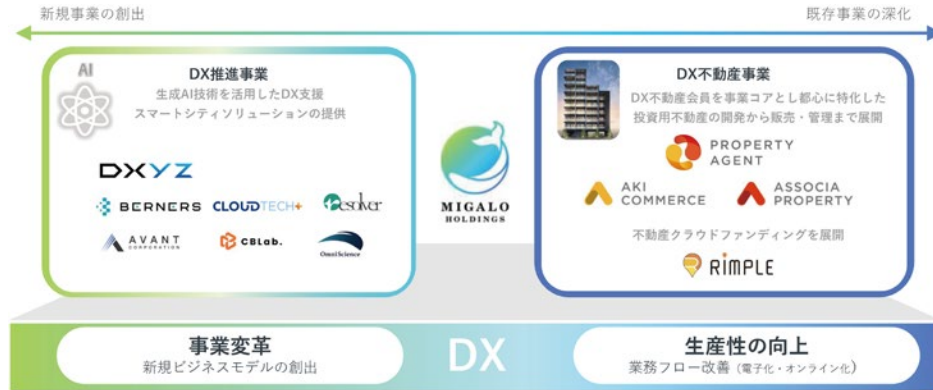 新規事業の創出
既存事業の深化
AI
DX推進事業
生成AI技術を活用したDX支援
スマートシティソリューションの提供
DXYZ
BERNERS
CLOUDTECH+
Resolver
AVANT
CORPORATION
CBLab.
OmniScience
MIGALO
HOLDINGS
DX不動産事業
DX不動産会員を事業コアとし都心に特化した
投資用不動産の開発から販売・管理まで展開
PROPERTY
AGENT
AKI
COMMERCE
ASSOCIA
PROPERTY
不動産クラウドファンディングを展開
RIMPLE
事業変革
新規ビジネスモデルの創出
DX
生産性の向上
業務フロー改善（電子化・オンライン化）